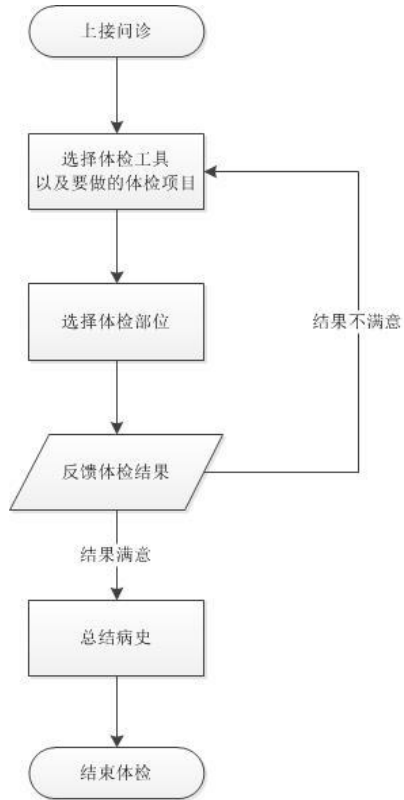 上接问诊
选择体检工具
以及要做的体检项目
选择体检部位
结果不满意
反馈体检结果
结果满意
总结病史
结束体检